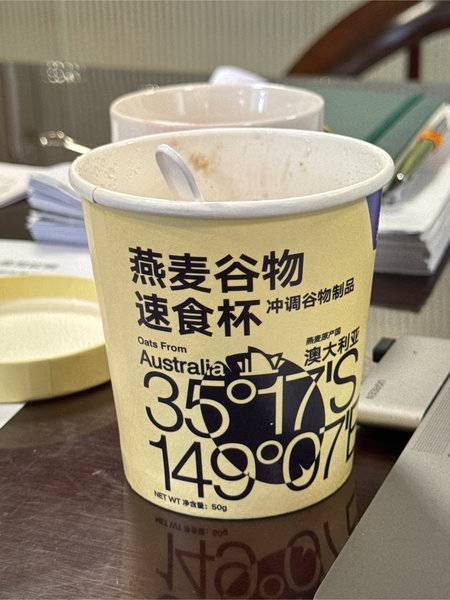 燕麦谷物
速食杯 冲调谷物制品
Oats From
Australia
燕麦原产国
澳大利亚
35°17'S
149°07'E
NET WT 净含量：50g